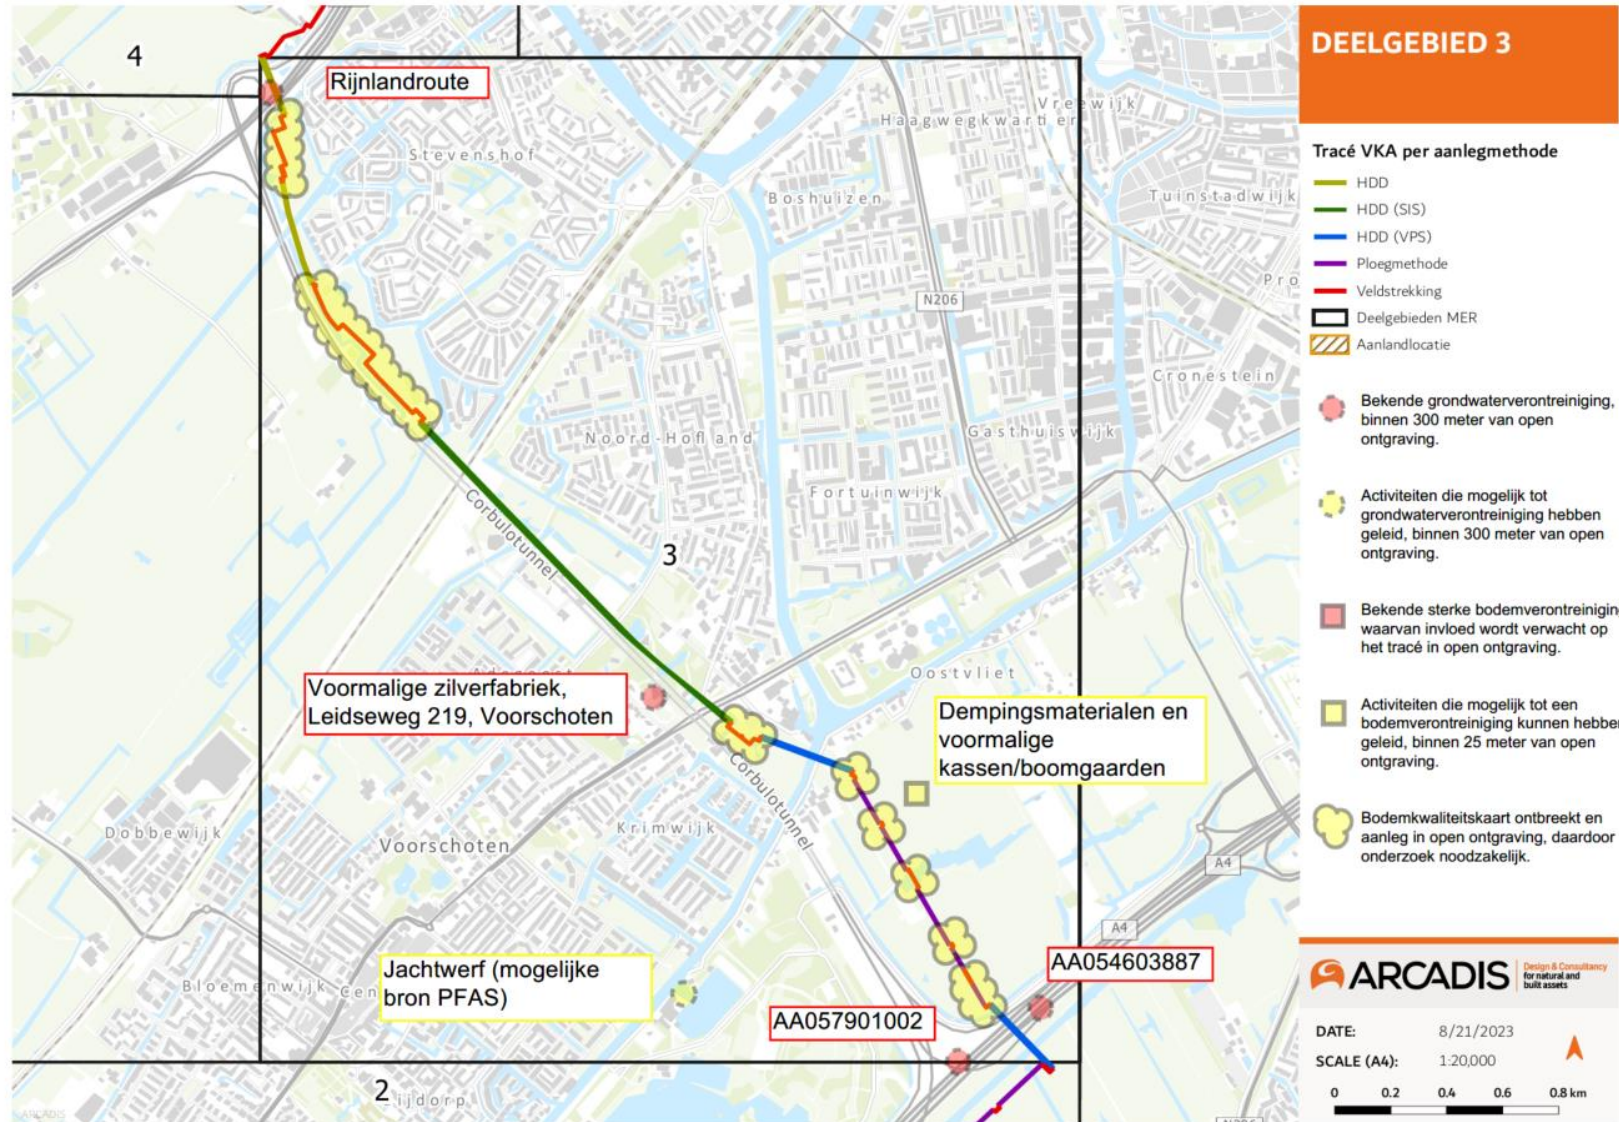 4
Rijnlandroute
Stevenshof
Vreewijk
Haagwegkwartier
Boshuizen
Tuinstadwijk
Pro
N206
Cronestein
Noord-Hofland
Gasthuiswijk
Fortuinwijk
Corbulotunnel
3
Voormalige zilverfabriek,
Leidseweg 219, Voorschoten
Oostvliet
Dempingsmaterialen en
voormalige
kassen/boomgaarden
Corbulotunnel
Dobbewijk
Voorschoten
Krimwijk
A4
A4
AA054603887
Jachtwerf (mogelijke
bron PFAS)
Bloemenwijk
Cen
AA057901002
2
ijdorp
ARCADIS
DEELGEBIED 3
Tracé VKA per aanlegmethode
HDD
HDD (SIS)
HDD (VPS)
Ploegmethode
Veldstrekking
Deelgebieden MER
Aanlandlocatie
Bekende grondwaterverontreiniging,
binnen 300 meter van open
ontgraving.
Activiteiten die mogelijk tot
grondwaterverontreiniging hebben
geleid, binnen 300 meter van open
ontgraving.
Bekende sterke bodemverontreiniging
waarvan invloed wordt verwacht op
het tracé in open ontgraving.
Activiteiten die mogelijk tot een
bodemverontreiniging kunnen hebben
geleid, binnen 25 meter van open
ontgraving.
Bodemkwaliteitskaart ontbreekt en
aanleg in open ontgraving, daardoor
onderzoek noodzakelijk.
ARCADIS
Design & Consultancy
for natural and
built assets
DATE: 8/21/2023
SCALE (A4): 1:20,000
0 0.2 0.4 0.6 0.8 km